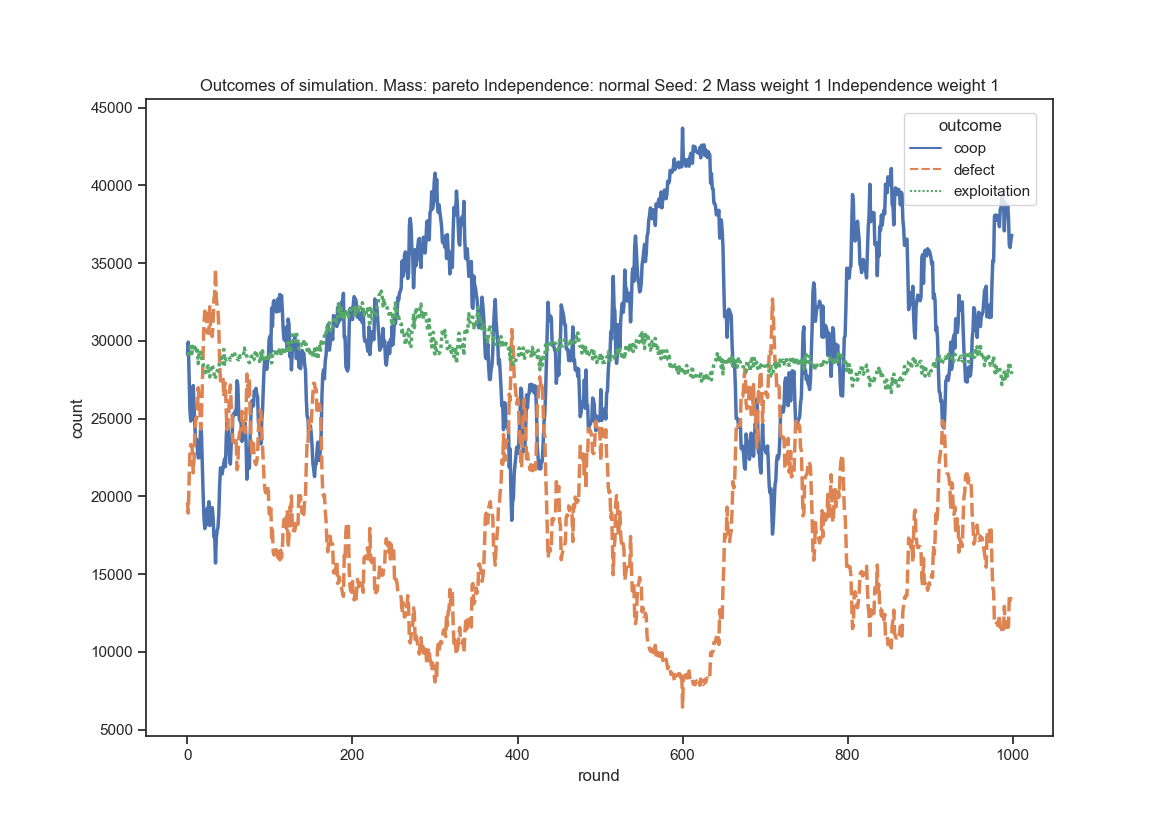 Outcomes of simulation. Mass: pareto Independence: normal Seed: 2 Mass weight 1 Independence weight 1
45000
40000
35000
30000
25000
20000
15000
10000
5000
count
outcome
coop
defect
exploitation
0
200
400
600
800
1000
round